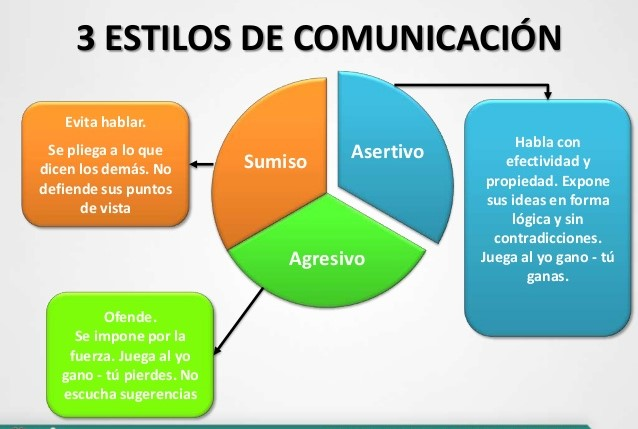 3 ESTILOS DE COMUNICACIÓN
Evita hablar.
Se pliega a lo que
dicen los demás. No
defiende sus puntos
de vista
Sumiso
Asertivo
Agresivo
Habla con
efectividad y
propiedad. Expone
sus ideas en forma
lógica y sin
contradicciones.
Juega al yo gano - tú
ganas.
Ofende.
Se impone por la
fuerza. Juega al yo
gano - tú pierdes. No
escucha sugerencias